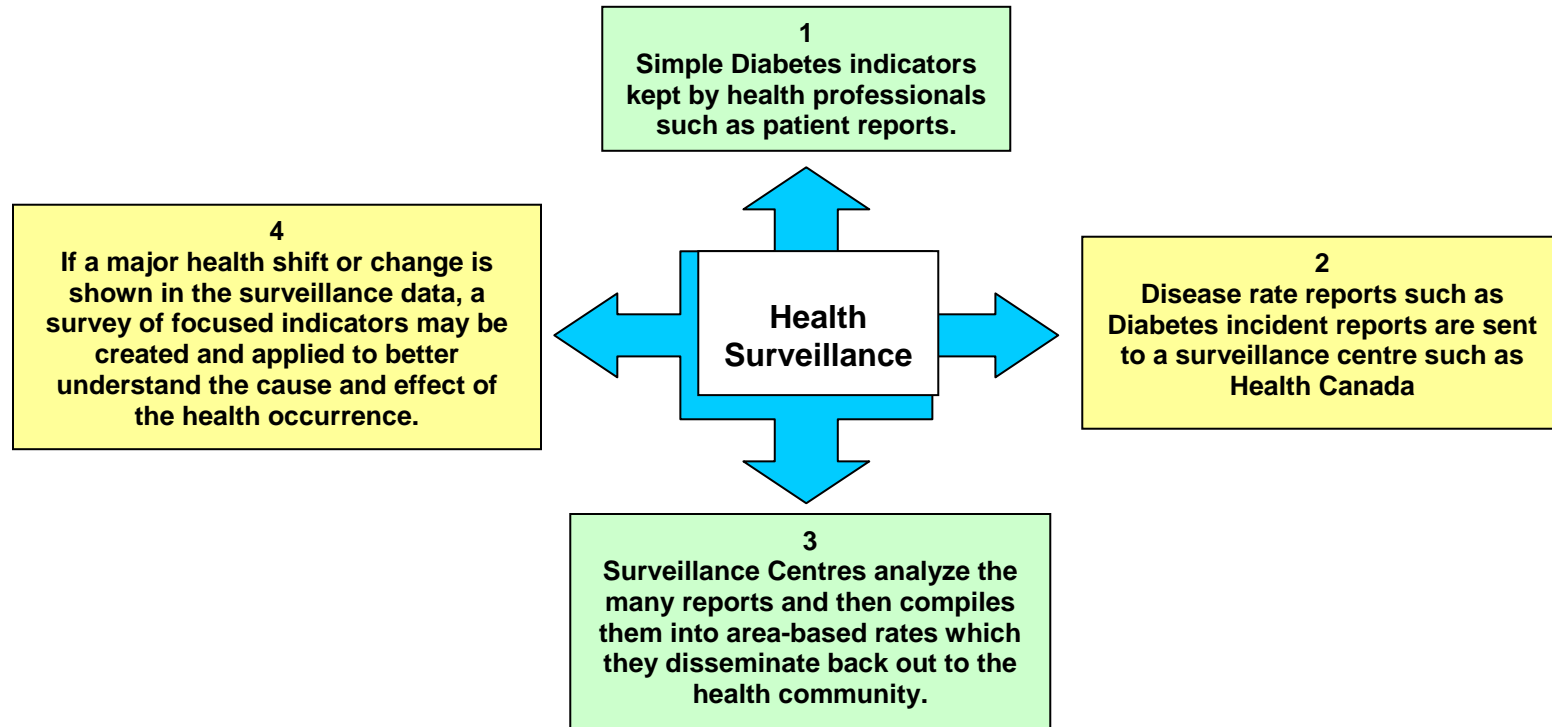 1
Simple Diabetes indicators
kept by health professionals
such as patient reports.
4
If a major health shift or change is
shown in the surveillance data, a
survey of focused indicators may be
created and applied to better
understand the cause and effect of
the health occurrence.
Health
Surveillance
2
Disease rate reports such as
Diabetes incident reports are sent
to a surveillance centre such as
Health Canada
3
Surveillance Centres analyze the
many reports and then compiles
them into area-based rates which
they disseminate back out to the
health community.